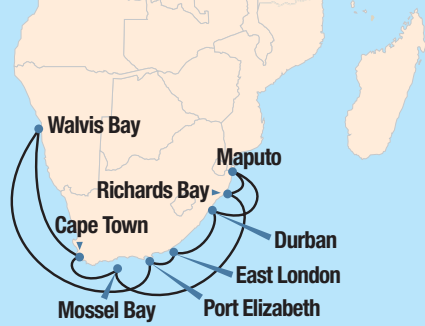 Walvis Bay
Maputo
Richards Bay
Cape Town
Durban
East London
Mossel Bay
Port Elizabeth